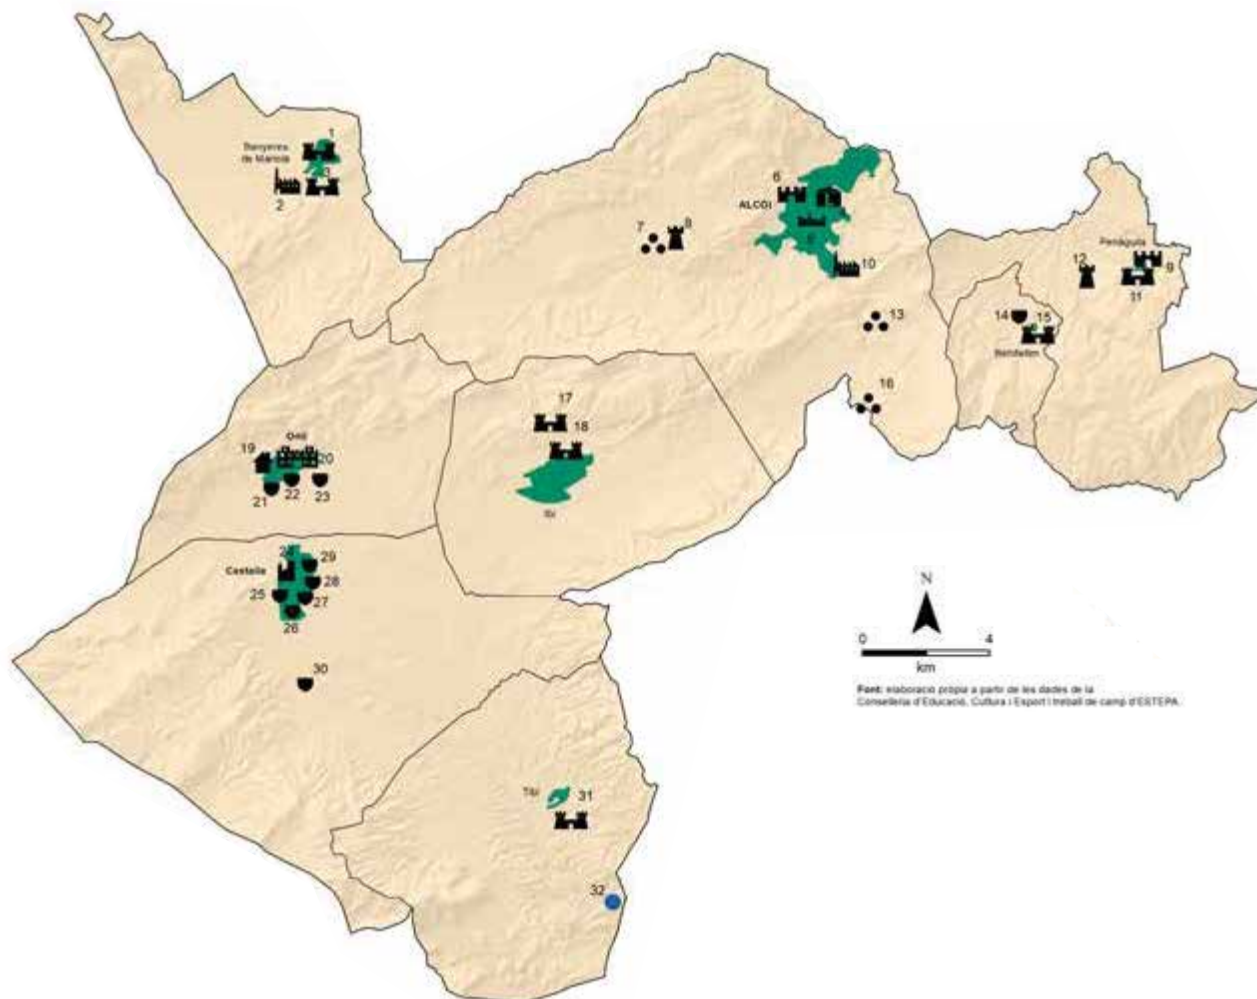 1
Banyeres
de Mariola
3
2
6
ALCOI
7
8
10
Penàguila
12
9
11
13
14
15
Benifallim
16
17
18
Ibi
Onil
19
20
21
22
23
24
29
Castalla
28
25
27
26
30
Tibi
31
32
N
0
4
km
Font: elaboració pròpia a partir de les dades de la
Conselleria d'Educació, Cultura i Esport i treball de camp d'ESTEPA.